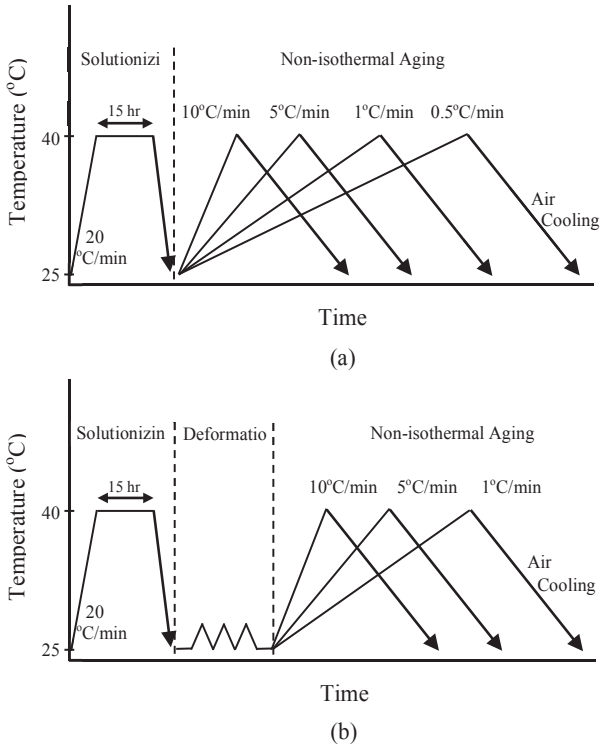 Temperature (°C)
Solutionizi
Non-isothermal Aging
15 hr
10°C/min
5°C/min
1°C/min
0.5°C/min
40
20
°C/min
Air
Cooling
25
Time
(a)
Temperature (°C)
Solutionizin
Deformatio
Non-isothermal Aging
15 hr
10°C/min
5°C/min
1°C/min
40
20
°C/min
Air
Cooling
25
Time
(b)